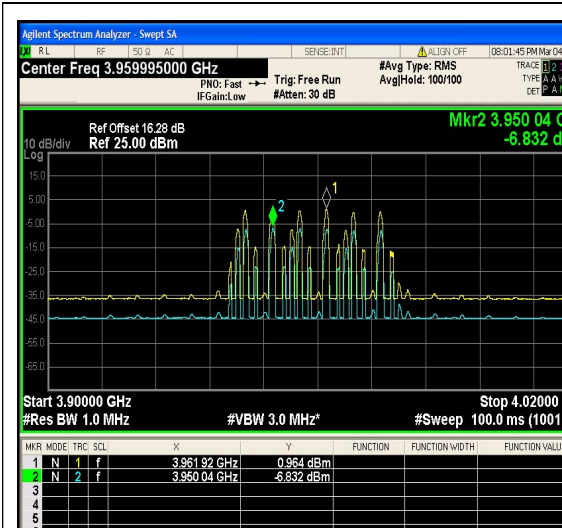 Agilent Spectrum Analyzer - Swept SA
RL RF 50 Ω AC SENSE:INT ALIGN OFF 08:01:45 PM Mar 04
Center Freq 3.959995000 GHz
PNO: Fast
IFGain:Low
Trig: Free Run
#Atten: 30 dB
#Avg Type: RMS
Avg|Hold: 100/100
TRACE 1 2
TYPE A
DET P A
Mkr2 3.950 04 G
-6.832 d
Ref Offset 16.28 dB
10 dB/div Ref 25.00 dBm
Log
15.0
5.00
-5.00
-15.0
-25.0
-35.0
-45.0
-55.0
-65.0
1
2
Start 3.90000 GHz Stop 4.02000
#Res BW 1.0 MHz #VBW 3.0 MHz* #Sweep 100.0 ms (1001
MKR MODE TRC SCL X Y FUNCTION FUNCTION WIDTH FUNCTION VALU
1 N 1 f 3.961 92 GHz 0.964 dBm
2 N 2 f 3.950 04 GHz -6.832 dBm
3
4
5